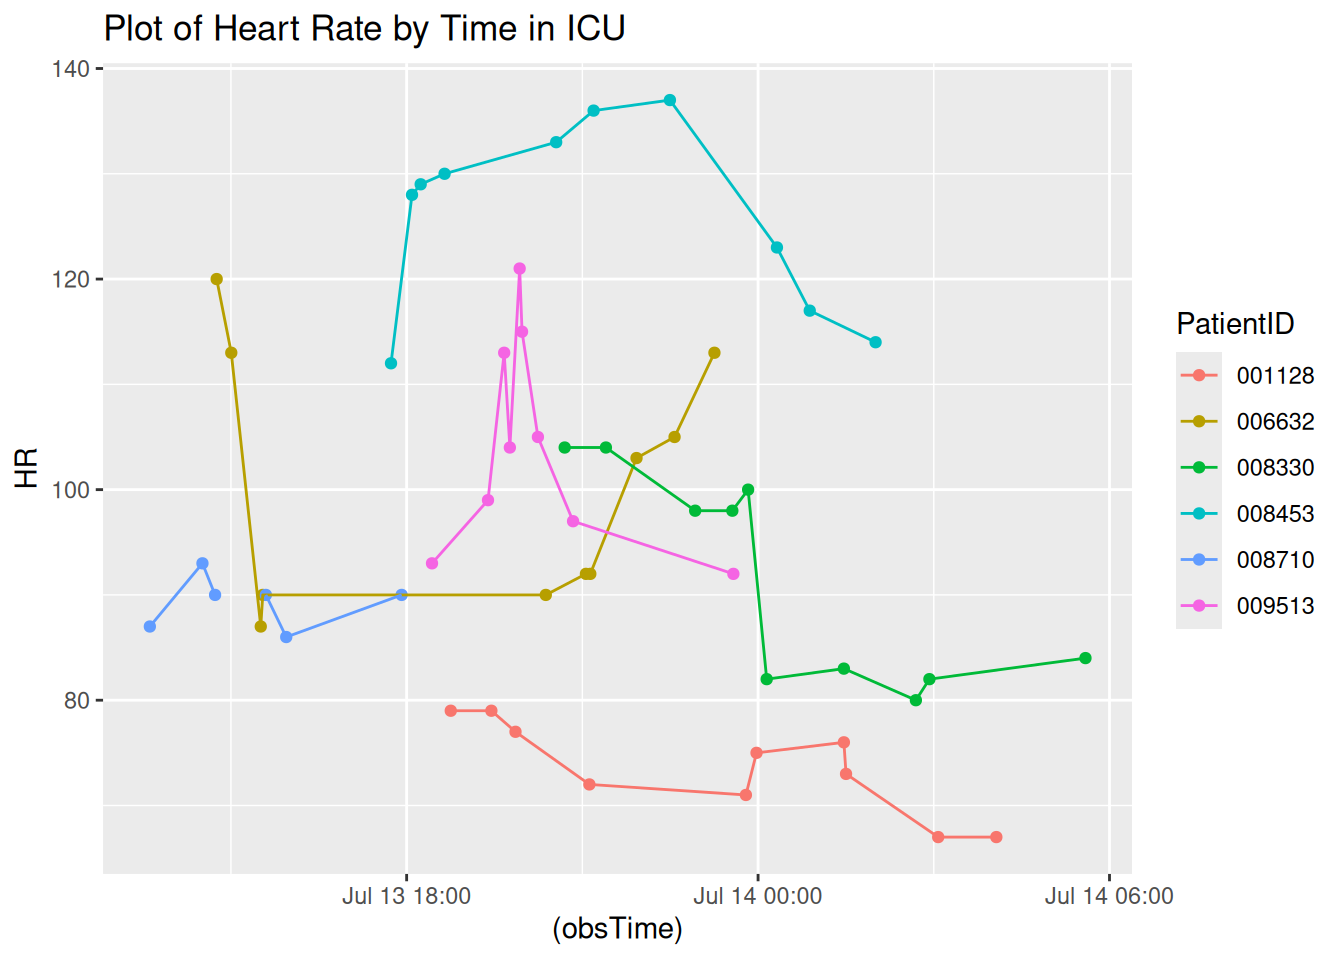 Plot of Heart Rate by Time in ICU
HR
140
120
100
80
Jul 13 18:00
Jul 14 00:00
Jul 14 06:00
(obsTime)
PatientID
001128
006632
008330
008453
008710
009513